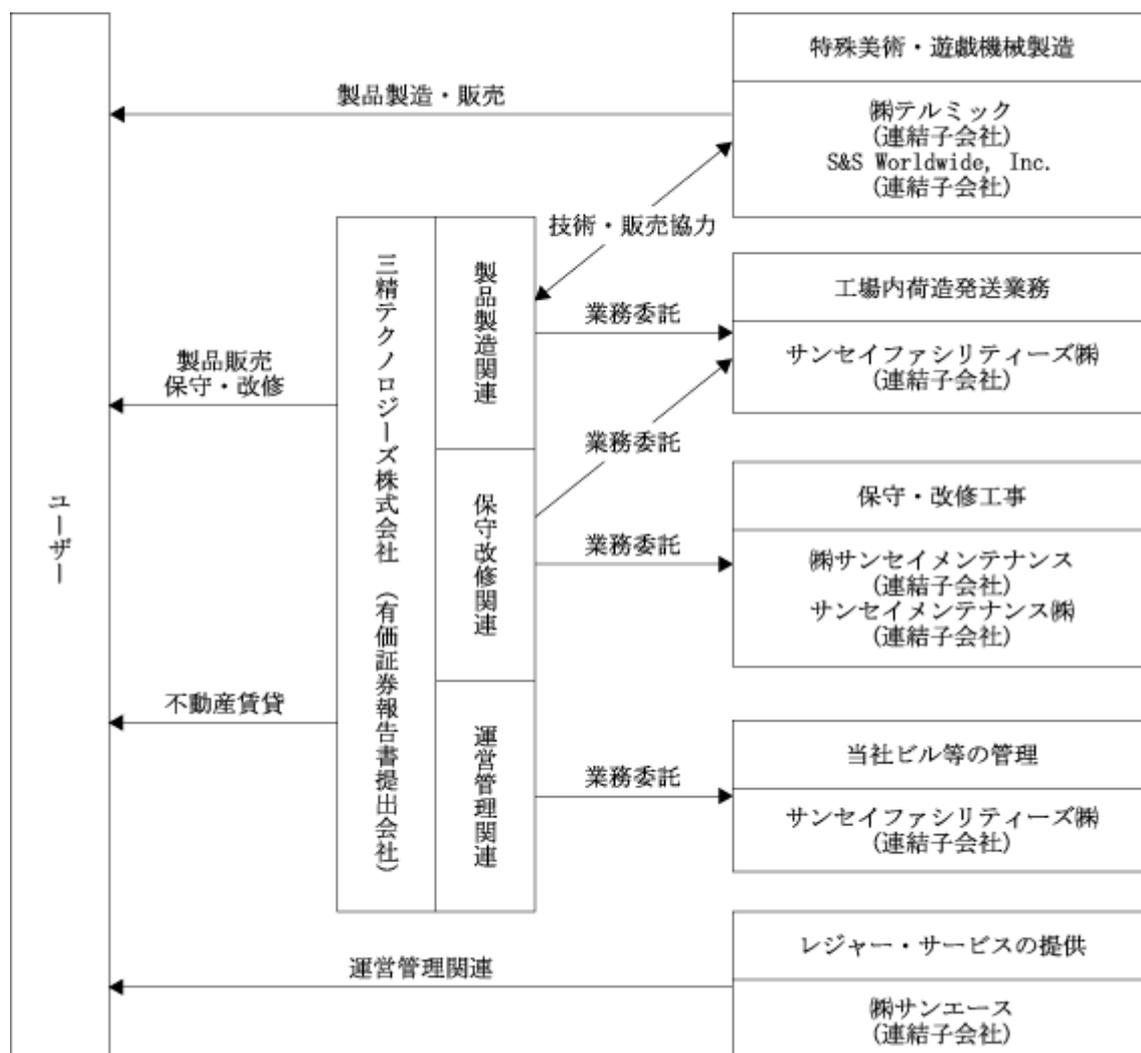 特殊美術・遊戯機械製造
製品製造・販売
㈱テルミック
(連結子会社)
S&S Worldwide, Inc.
(連結子会社)
技術・販売協力
三精テクノロジーズ株式会社 (有価証券報告書提出会社)
製品製造関連
工場内荷造発送業務
業務委託
サンセイファシリティーズ㈱
(連結子会社)
製品販売
保守・改修
業務委託
ユーザー
保守改修関連
保守・改修工事
業務委託
㈱サンセイメンテナンス
(連結子会社)
サンセイメンテナンス㈱
(連結子会社)
不動産賃貸
運営管理関連
当社ビル等の管理
業務委託
サンセイファシリティーズ㈱
(連結子会社)
レジャー・サービスの提供
運営管理関連
㈱サンエース
(連結子会社)